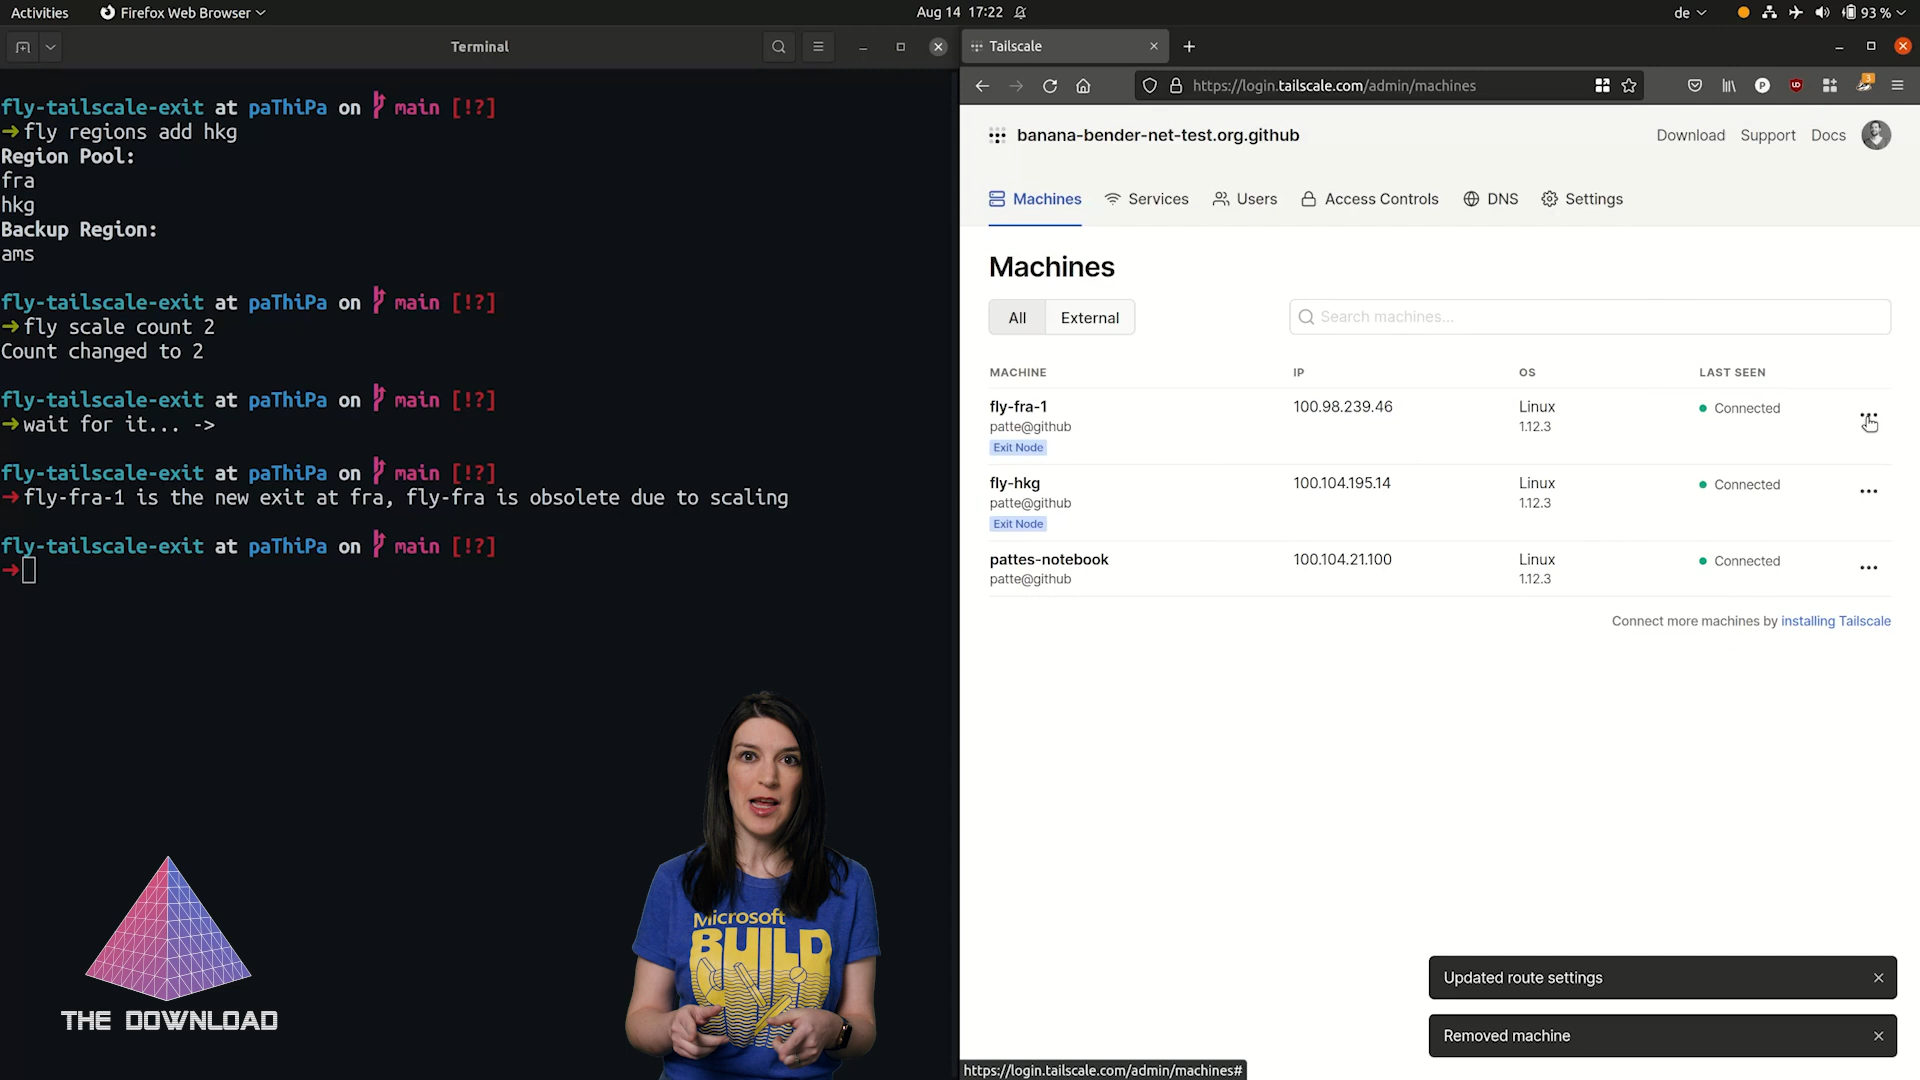 Activities
Firefox Web Browser
Aug 14 17:22
de
93 %
Terminal
fly-tailscale-exit at paThiPa on main [!?]
→fly regions add hkg
Region Pool:
fra
hkg
Backup Region:
ams
fly-tailscale-exit at paThiPa on main [!?]
→fly scale count 2
Count changed to 2
fly-tailscale-exit at paThiPa on main [!?]
→wait for it... ->
fly-tailscale-exit at paThiPa on main [!?]
→fly-fra-1 is the new exit at fra, fly-fra is obsolete due to scaling
fly-tailscale-exit at paThiPa on main [!?]
→
THE DOWNLOAD
Microsoft
BUILD
Tailscale
https://login.tailscale.com/admin/machines
3
banana-bender-net-test.org.github
Download Support Docs
Machines Services Users Access Controls DNS Settings
Machines
All External
Search machines...
MACHINE IP OS LAST SEEN
fly-fra-1 100.98.239.46 Linux Connected
patte@github 1.12.3
Exit Node
fly-hkg 100.104.195.14 Linux Connected
patte@github 1.12.3
Exit Node
pattes-notebook 100.104.21.100 Linux Connected
patte@github 1.12.3
Connect more machines by installing Tailscale
Updated route settings
Removed machine
https://login.tailscale.com/admin/machines#